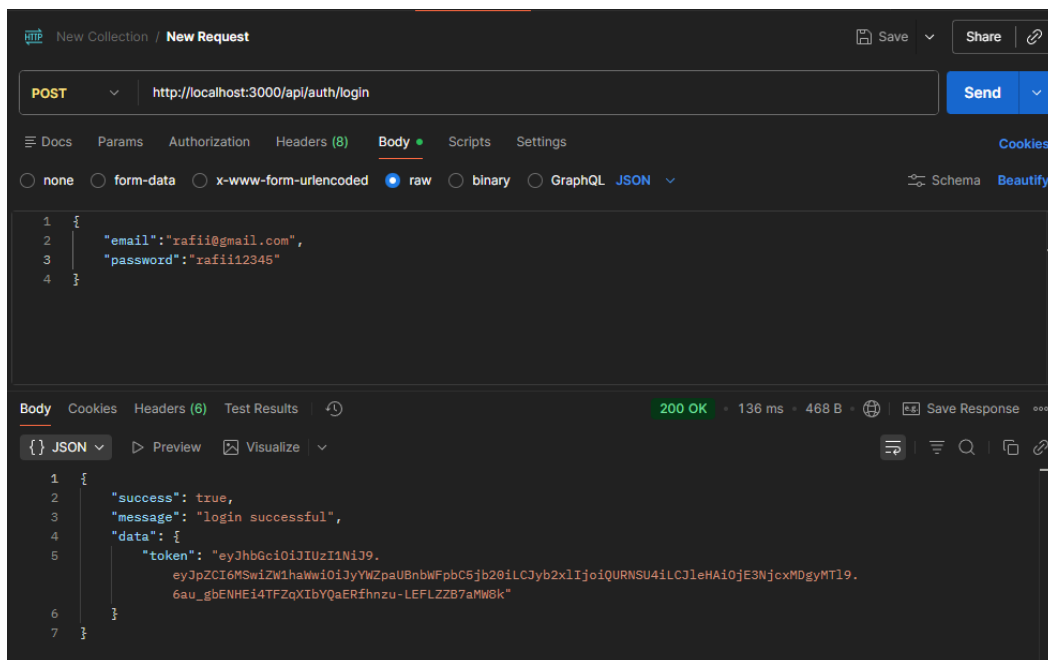 HTTP New Collection / New Request Save Share
POST http://localhost:3000/api/auth/login Send
Docs Params Authorization Headers (8) Body Scripts Settings Cookies
none form-data x-www-form-urlencoded raw binary GraphQL JSON Schema Beautify
1 {
2 "email":"rafii@gmail.com",
3 "password":"rafii12345"
4 }
Body Cookies Headers (6) Test Results 200 OK • 136 ms • 468 B • e.g. Save Response
{} JSON Preview Visualize
1 {
2 "success": true,
3 "message": "login successful",
4 "data": {
5 "token": "eyJhbGciOiJIUzI1NiJ9.
eyJpZCI6MSwiZW1haWwiOiJyYWZpaUBnbWFpbC5jb20iLCJyb2xlIjoiQURNSU4iLCJleHAiOjE3NjcxMDgyMTl9.
6au_gbENHEi4TFZqXIbYQaERfhnzu-LEFLZZB7aMW8k"
6 }
7 }